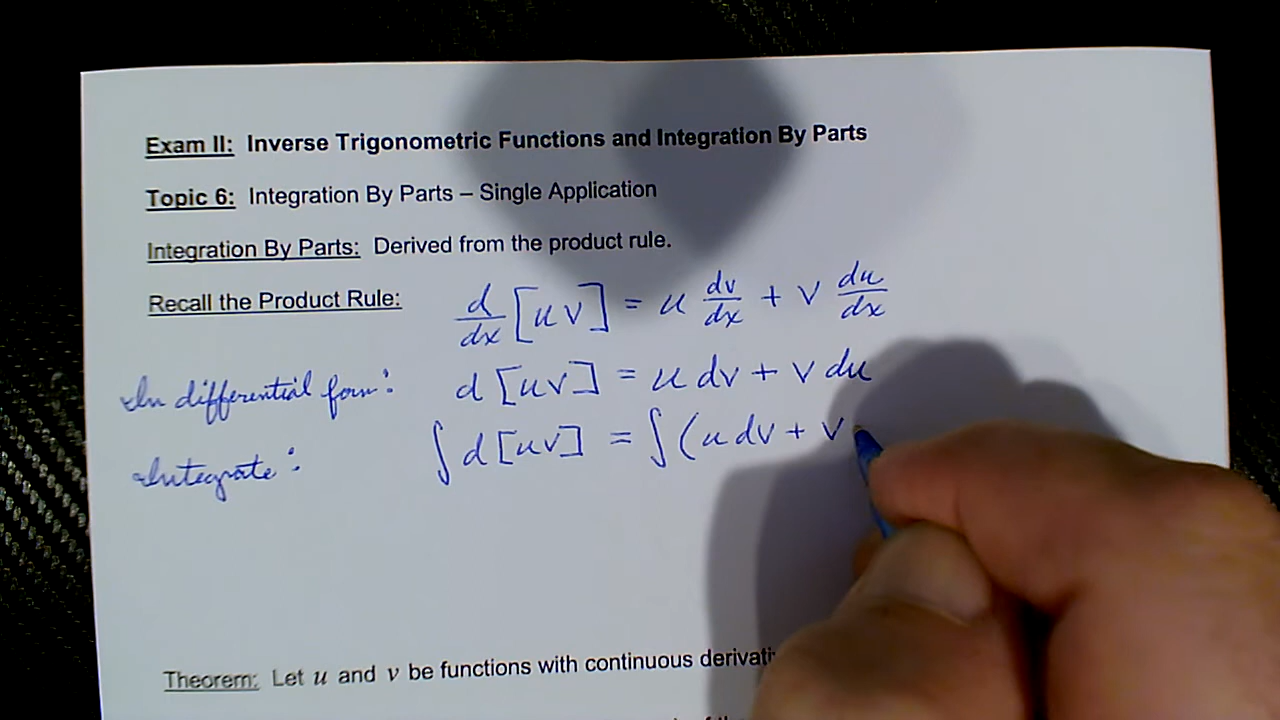 Exam II: Inverse Trigonometric Functions and Integration By Parts
Topic 6: Integration By Parts – Single Application
Integration By Parts: Derived from the product rule.
Recall the Product Rule: d/dx [uv] = u dv/dx + v du/dx
In differential form: d[uv] = u dv + v du
Integrate: ∫ d[uv] = ∫ (u dv + v
Theorem: Let u and v be functions with continuous